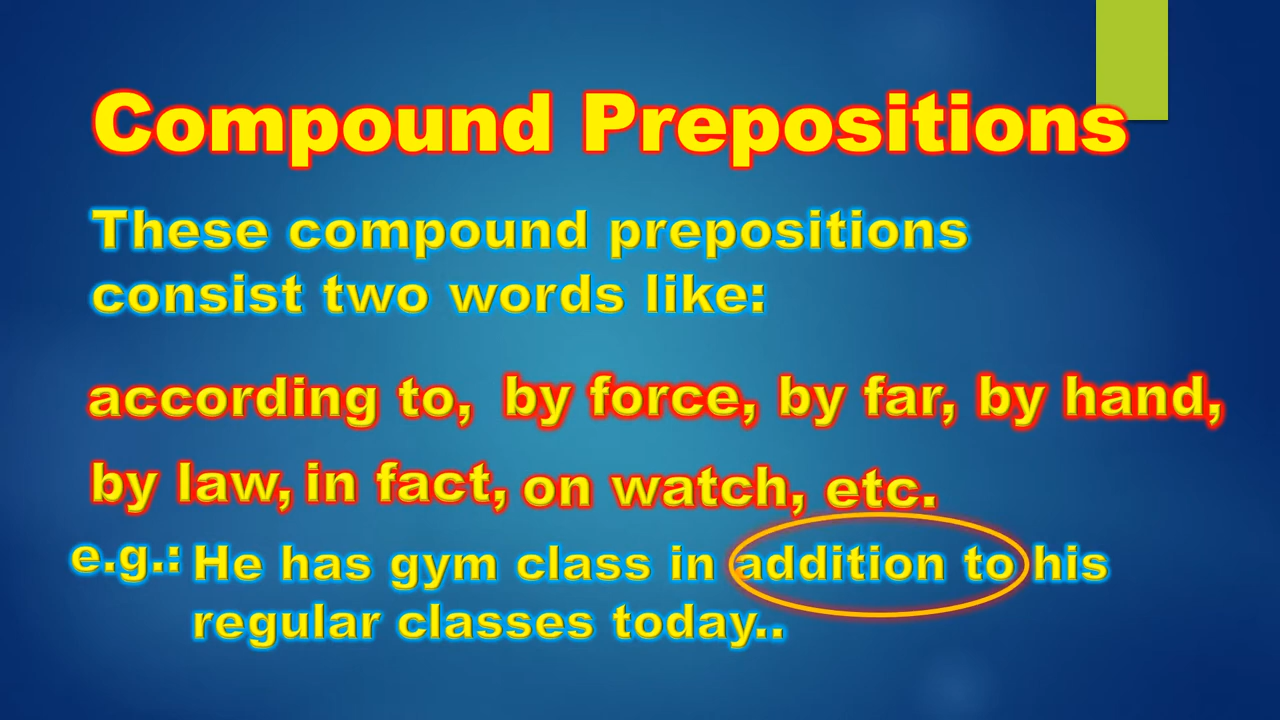 Compound Prepositions
These compound prepositions
consist two words like:
according to, by force, by far, by hand,
by law, in fact, on watch, etc.
e.g.: He has gym class in addition to his
regular classes today..